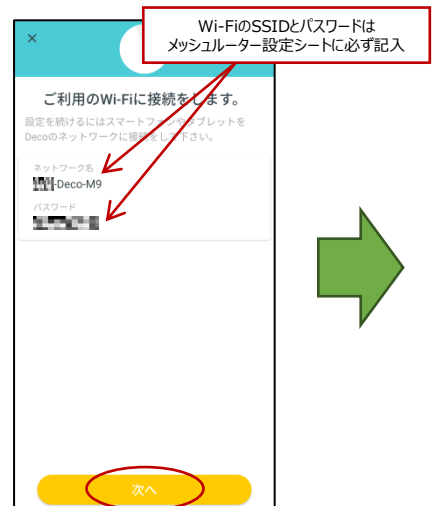 Wi-FiのSSIDとパスワードは
メッシュルーター設定シートに必ず記入
×
ご利用のWi-Fiに接続をします。
設定を続けるにはスマートフォンやタブレットを
Decoのネットワークに接続をして下さい。
ネットワーク名
-Deco-M9
パスワード
次へ